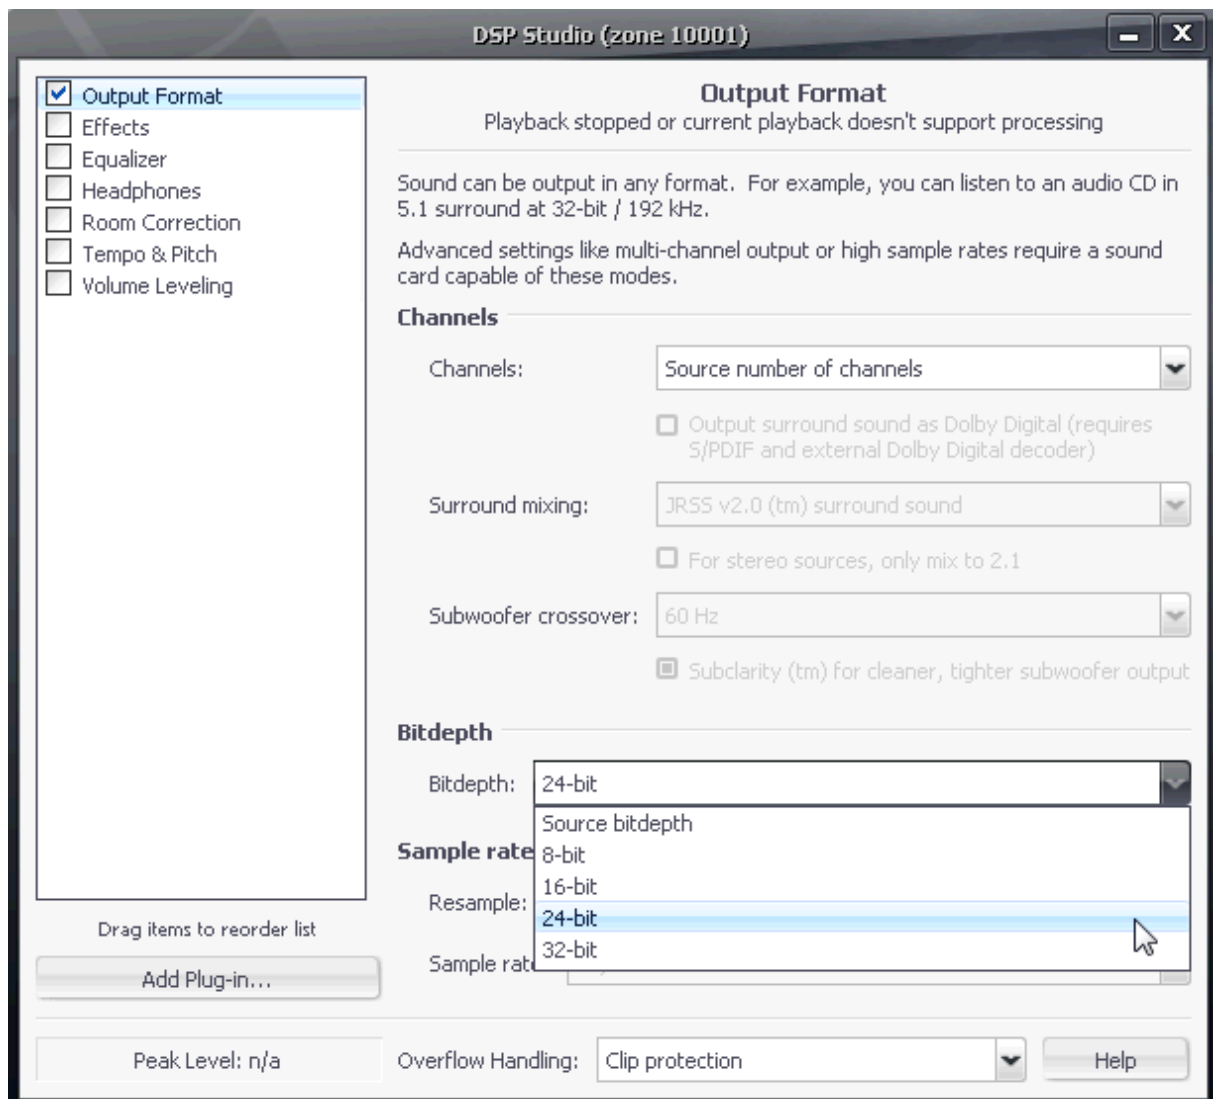 DSP Studio (zone 10001)
Output Format
Effects
Equalizer
Headphones
Room Correction
Tempo & Pitch
Volume Leveling
Drag items to reorder list
Add Plug-in...
Output Format
Playback stopped or current playback doesn't support processing
Sound can be output in any format. For example, you can listen to an audio CD in
5.1 surround at 32-bit / 192 kHz.
Advanced settings like multi-channel output or high sample rates require a sound
card capable of these modes.
Channels
Channels: Source number of channels
Output surround sound as Dolby Digital (requires
S/PDIF and external Dolby Digital decoder)
Surround mixing: JRSS v2.0 (tm) surround sound
For stereo sources, only mix to 2.1
Subwoofer crossover: 60 Hz
Subclarity (tm) for cleaner, tighter subwoofer output
Bitdepth
Bitdepth: 24-bit
Source bitdepth
8-bit
16-bit
24-bit
32-bit
Sample rate
Resample:
Sample rat
Peak Level: n/a
Overflow Handling: Clip protection
Help